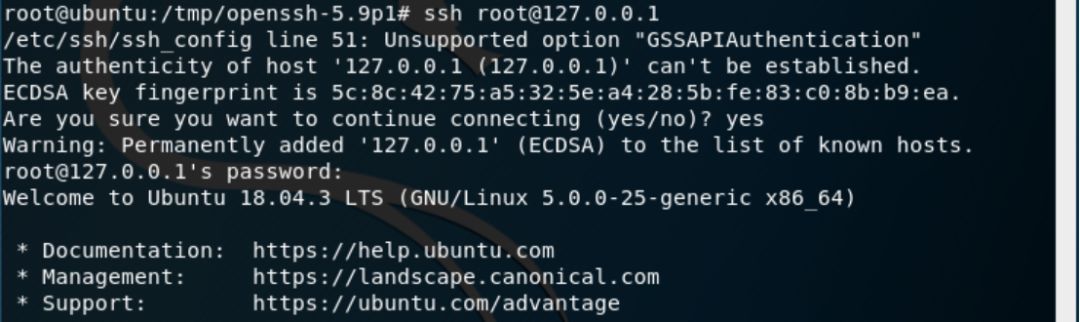 root@ubuntu:/tmp/openssh-5.9p1# ssh root@127.0.0.1
/etc/ssh/ssh_config line 51: Unsupported option "GSSAPIAuthentication"
The authenticity of host '127.0.0.1 (127.0.0.1)' can't be established.
ECDSA key fingerprint is 5c:8c:42:75:a5:32:5e:a4:28:5b:fe:83:c0:8b:b9:ea.
Are you sure you want to continue connecting (yes/no)? yes
Warning: Permanently added '127.0.0.1' (ECDSA) to the list of known hosts.
root@127.0.0.1's password:
Welcome to Ubuntu 18.04.3 LTS (GNU/Linux 5.0.0-25-generic x86_64)

 * Documentation:  https://help.ubuntu.com
 * Management:     https://landscape.canonical.com
 * Support:        https://ubuntu.com/advantage